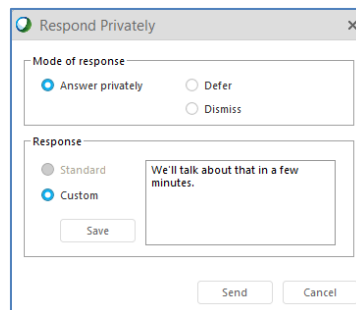 Respond Privately
Mode of response
Answer privately
Defer
Dismiss
Response
Standard
Custom
Save
We'll talk about that in a few
minutes.
Send
Cancel